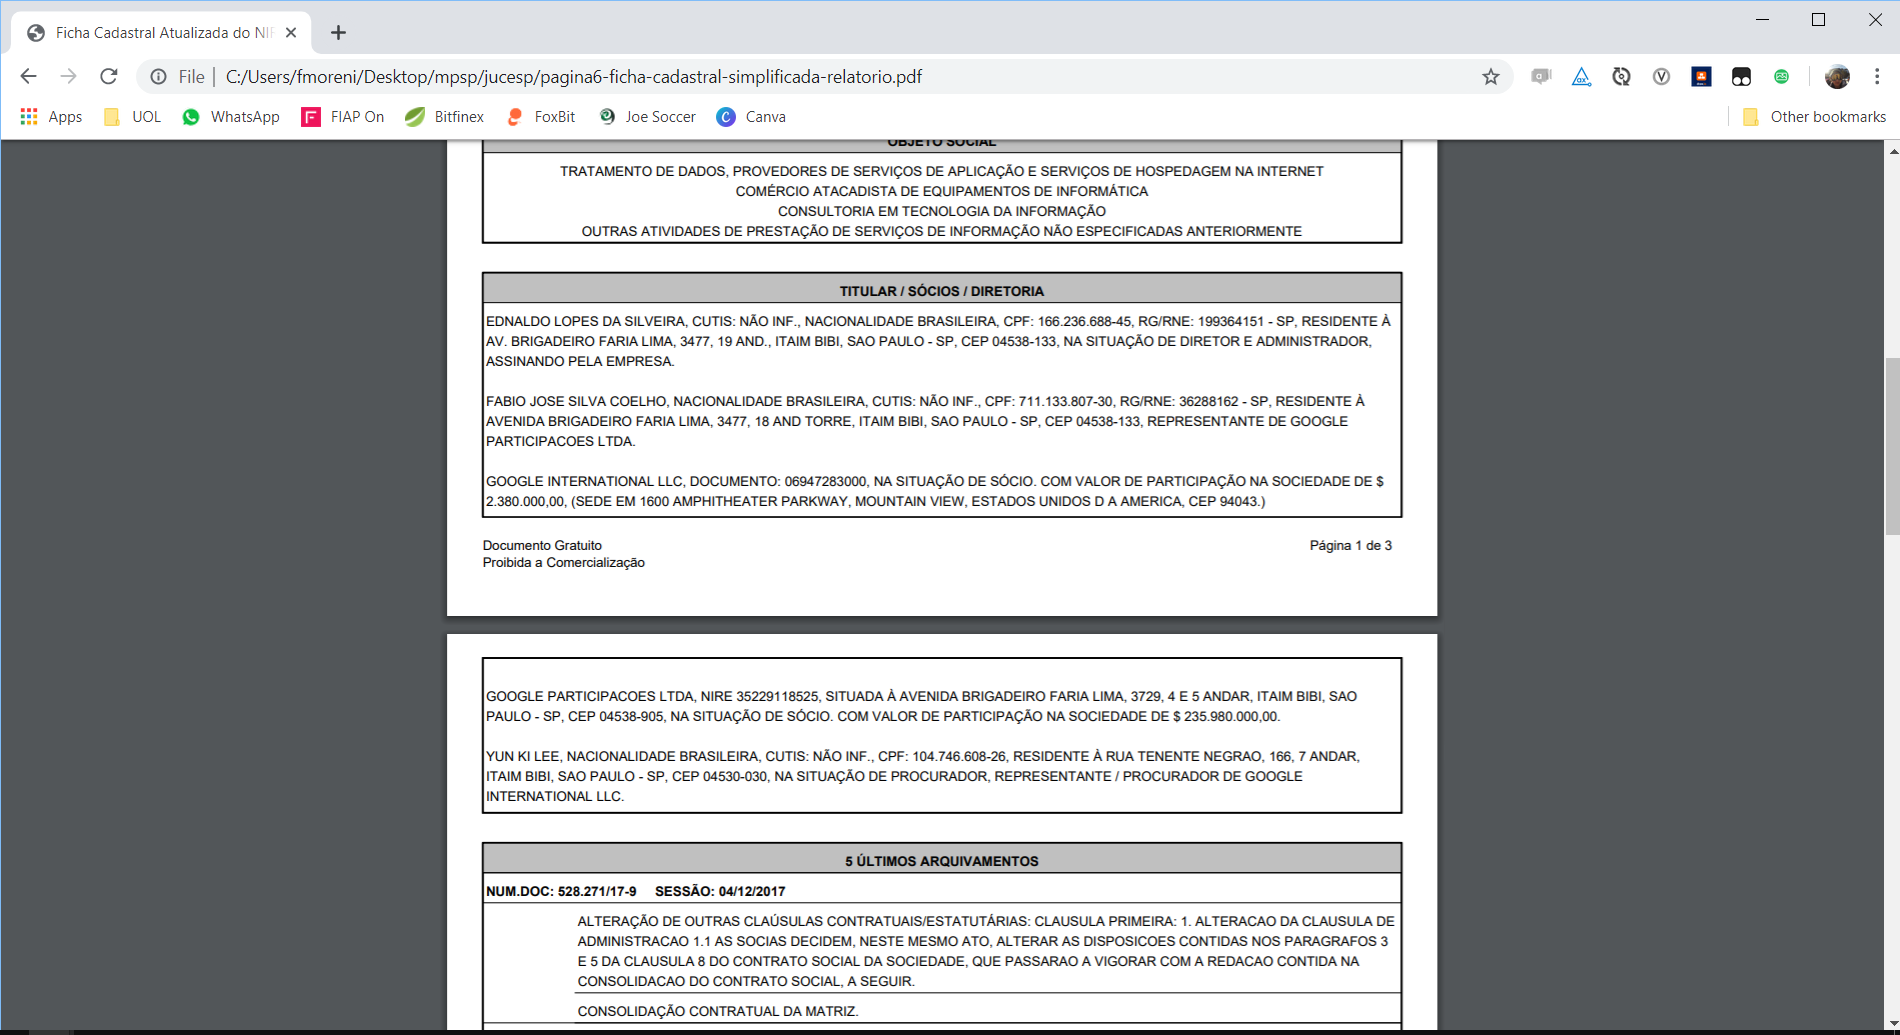 Ficha Cadastral Atualizada do NIR
File
C:/Users/fmoreni/Desktop/mpsp/jucesp/pagina6-ficha-cadastral-simplificada-relatorio.pdf
Apps
UOL
WhatsApp
FIAP On
Bitfinex
FoxBit
Joe Soccer
Canva
Other bookmarks
OBJETO SOCIAL
TRATAMENTO DE DADOS, PROVEDORES DE SERVIÇOS DE APLICAÇÃO E SERVIÇOS DE HOSPEDAGEM NA INTERNET
COMÉRCIO ATACADISTA DE EQUIPAMENTOS DE INFORMÁTICA
CONSULTORIA EM TECNOLOGIA DA INFORMAÇÃO
OUTRAS ATIVIDADES DE PRESTAÇÃO DE SERVIÇOS DE INFORMAÇÃO NÃO ESPECIFICADAS ANTERIORMENTE
TITULAR / SÓCIOS / DIRETORIA
EDNALDO LOPES DA SILVEIRA, CUTIS: NÃO INF., NACIONALIDADE BRASILEIRA, CPF: 166.236.688-45, RG/RNE: 199364151 - SP, RESIDENTE À
AV. BRIGADEIRO FARIA LIMA, 3477, 19 AND., ITAIM BIBI, SAO PAULO - SP, CEP 04538-133, NA SITUAÇÃO DE DIRETOR E ADMINISTRADOR,
ASSINANDO PELA EMPRESA.
FABIO JOSE SILVA COELHO, NACIONALIDADE BRASILEIRA, CUTIS: NÃO INF., CPF: 711.133.807-30, RG/RNE: 36288162 - SP, RESIDENTE À
AVENIDA BRIGADEIRO FARIA LIMA, 3477, 18 AND TORRE, ITAIM BIBI, SAO PAULO - SP, CEP 04538-133, REPRESENTANTE DE GOOGLE
PARTICIPACOES LTDA.
GOOGLE INTERNATIONAL LLC, DOCUMENTO: 06947283000, NA SITUAÇÃO DE SÓCIO. COM VALOR DE PARTICIPAÇÃO NA SOCIEDADE DE $
2.380.000,00, (SEDE EM 1600 AMPHITHEATER PARKWAY, MOUNTAIN VIEW, ESTADOS UNIDOS D A AMERICA, CEP 94043.)
Documento Gratuito
Proibida a Comercialização
Página 1 de 3
GOOGLE PARTICIPACOES LTDA, NIRE 35229118525, SITUADA À AVENIDA BRIGADEIRO FARIA LIMA, 3729, 4 E 5 ANDAR, ITAIM BIBI, SAO
PAULO - SP, CEP 04538-905, NA SITUAÇÃO DE SÓCIO. COM VALOR DE PARTICIPAÇÃO NA SOCIEDADE DE $ 235.980.000,00.
YUN KI LEE, NACIONALIDADE BRASILEIRA, CUTIS: NÃO INF., CPF: 104.746.608-26, RESIDENTE À RUA TENENTE NEGRAO, 166, 7 ANDAR,
ITAIM BIBI, SAO PAULO - SP, CEP 04530-030, NA SITUAÇÃO DE PROCURADOR, REPRESENTANTE / PROCURADOR DE GOOGLE
INTERNATIONAL LLC.
5 ÚLTIMOS ARQUIVAMENTOS
NUM.DOC: 528.271/17-9 SESSÃO: 04/12/2017
ALTERAÇÃO DE OUTRAS CLAÚSULAS CONTRATUAIS/ESTATUTÁRIAS: CLAUSULA PRIMEIRA: 1. ALTERACAO DA CLAUSULA DE
ADMINISTRACAO 1.1 AS SOCIAS DECIDEM, NESTE MESMO ATO, ALTERAR AS DISPOSICOES CONTIDAS NOS PARAGRAFOS 3
E 5 DA CLAUSULA 8 DO CONTRATO SOCIAL DA SOCIEDADE, QUE PASSARAO A VIGORAR COM A REDACAO CONTIDA NA
CONSOLIDACAO DO CONTRATO SOCIAL, A SEGUIR.
CONSOLIDAÇÃO CONTRATUAL DA MATRIZ.